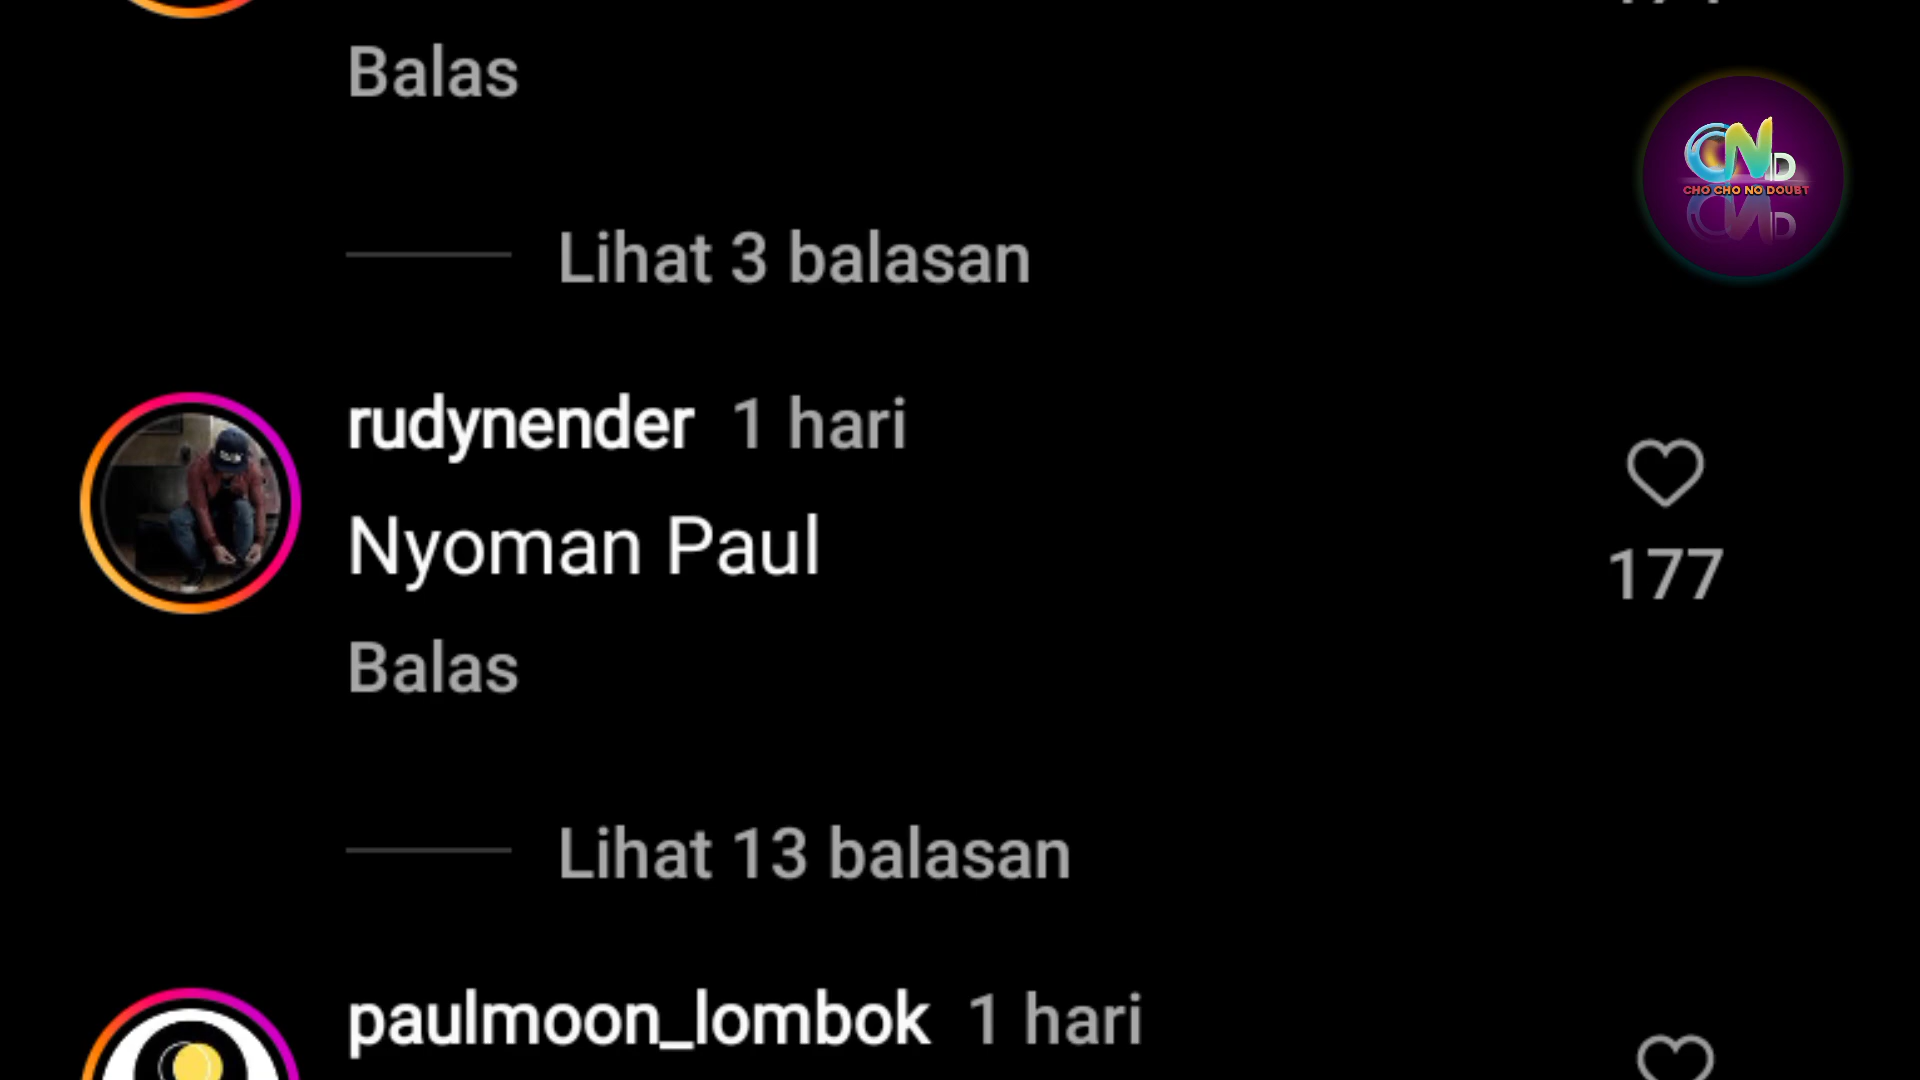 Balas
CND
CHO CHO NO DOUBT
Lihat 3 balasan
rudynender 1 hari
Nyoman Paul
177
Balas
Lihat 13 balasan
paulmoon_lombok 1 hari